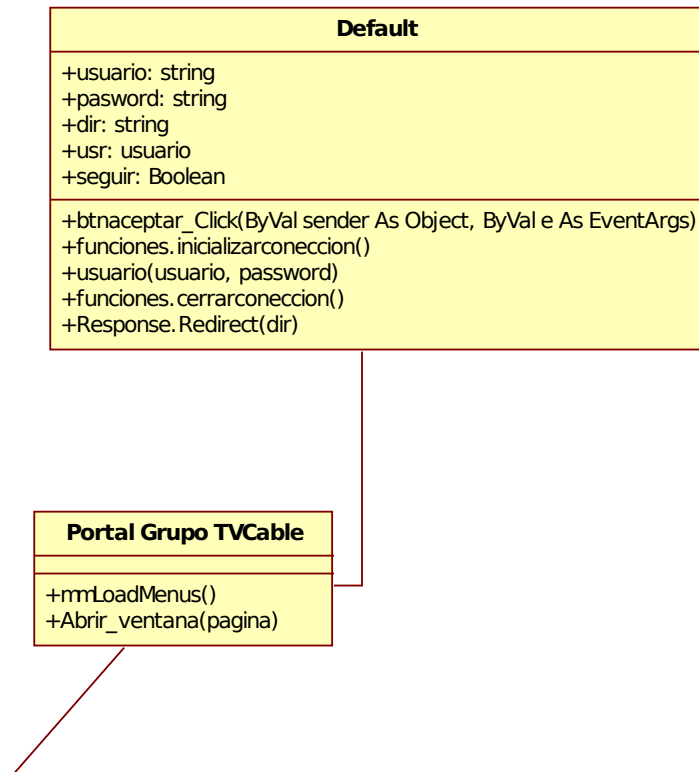 Default
+usuario: string
+pasword: string
+dir: string
+usr: usuario
+seguir: Boolean
+btnaceptar_Click(ByVal sender As Object, ByVal e As EventArgs)
+funciones.inicializarconeccion()
+usuario(usuario, password)
+funciones.cerrarconeccion()
+Response.Redirect(dir)
Portal Grupo TVCable
+mmLoadMenus()
+Abrir_ventana(pagina)